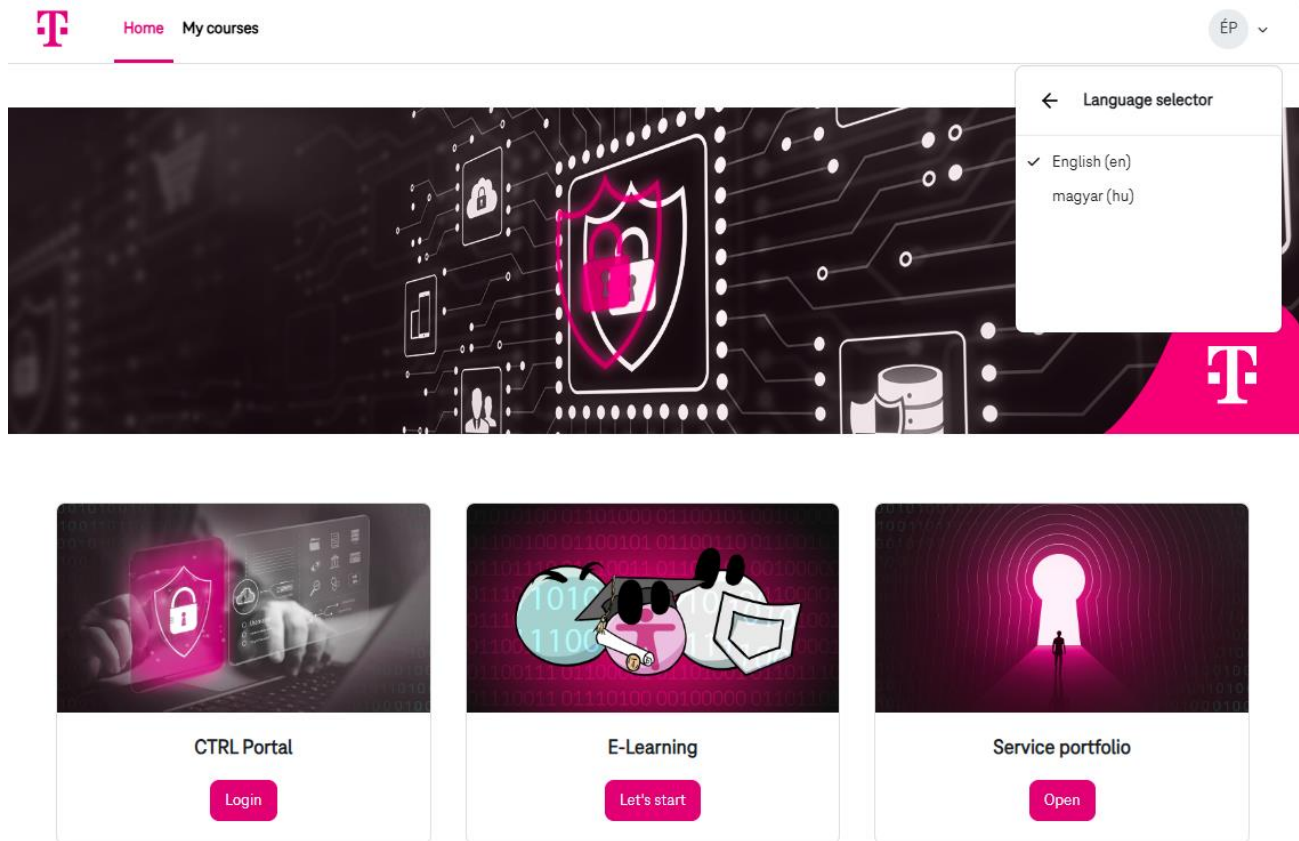 T
Home My courses
ÉP
Language selector
English (en)
magyar (hu)
T
CTRL Portal
E-Learning
Service portfolio
Login
Let's start
Open